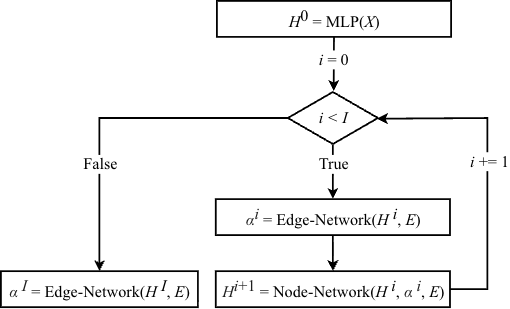 H⁰ = MLP(X)
i = 0
i < I
False
True
i += 1
αⁱ = Edge-Network(Hⁱ, E)
α^I = Edge-Network(H^I, E)
Hⁱ⁺¹ = Node-Network(Hⁱ, αⁱ, E)